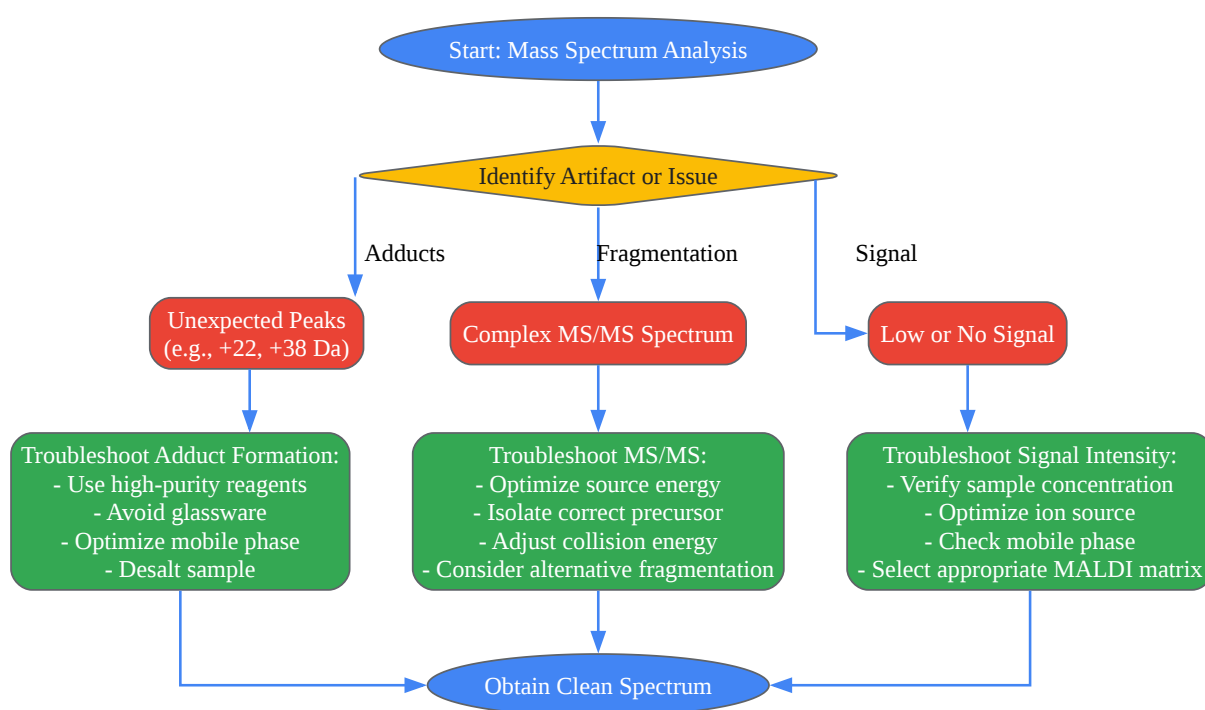 Start: Mass Spectrum Analysis
Identify Artifact or Issue
Adducts
Fragmentation
Signal
Unexpected Peaks
(e.g., +22, +38 Da)
Complex MS/MS Spectrum
Low or No Signal
Troubleshoot Adduct Formation:
- Use high-purity reagents
- Avoid glassware
- Optimize mobile phase
- Desalt sample
Troubleshoot MS/MS:
- Optimize source energy
- Isolate correct precursor
- Adjust collision energy
- Consider alternative fragmentation
Troubleshoot Signal Intensity:
- Verify sample concentration
- Optimize ion source
- Check mobile phase
- Select appropriate MALDI matrix
Obtain Clean Spectrum